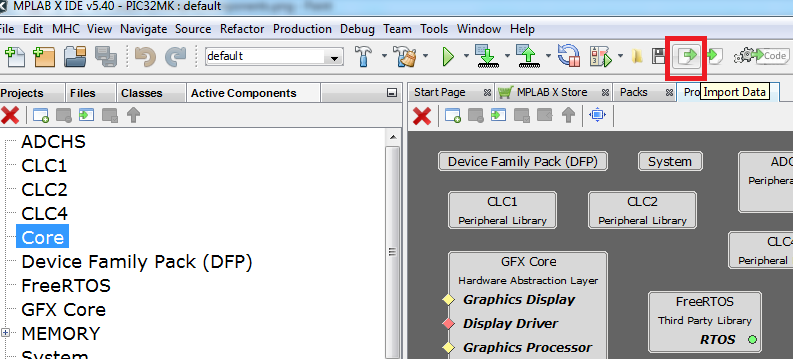 MPLAB X IDE v5.40 - PIC32MK : default
File Edit MHC View Navigate Source Refactor Production Debug Team Tools Window Help
default
Code
Projects Files Classes Active Components
Start Page MPLAB X Store Packs Pro
Import Data
ADCHS
CLC1
CLC2
CLC4
Core
Device Family Pack (DFP)
FreeRTOS
GFX Core
MEMORY
System
Device Family Pack (DFP) System ADC
Peripheral
CLC1
Peripheral Library
CLC2
Peripheral Library
CLC4
Peripheral
GFX Core
Hardware Abstraction Layer
Graphics Display
Display Driver
Graphics Processor
FreeRTOS
Third Party Library
RTOS